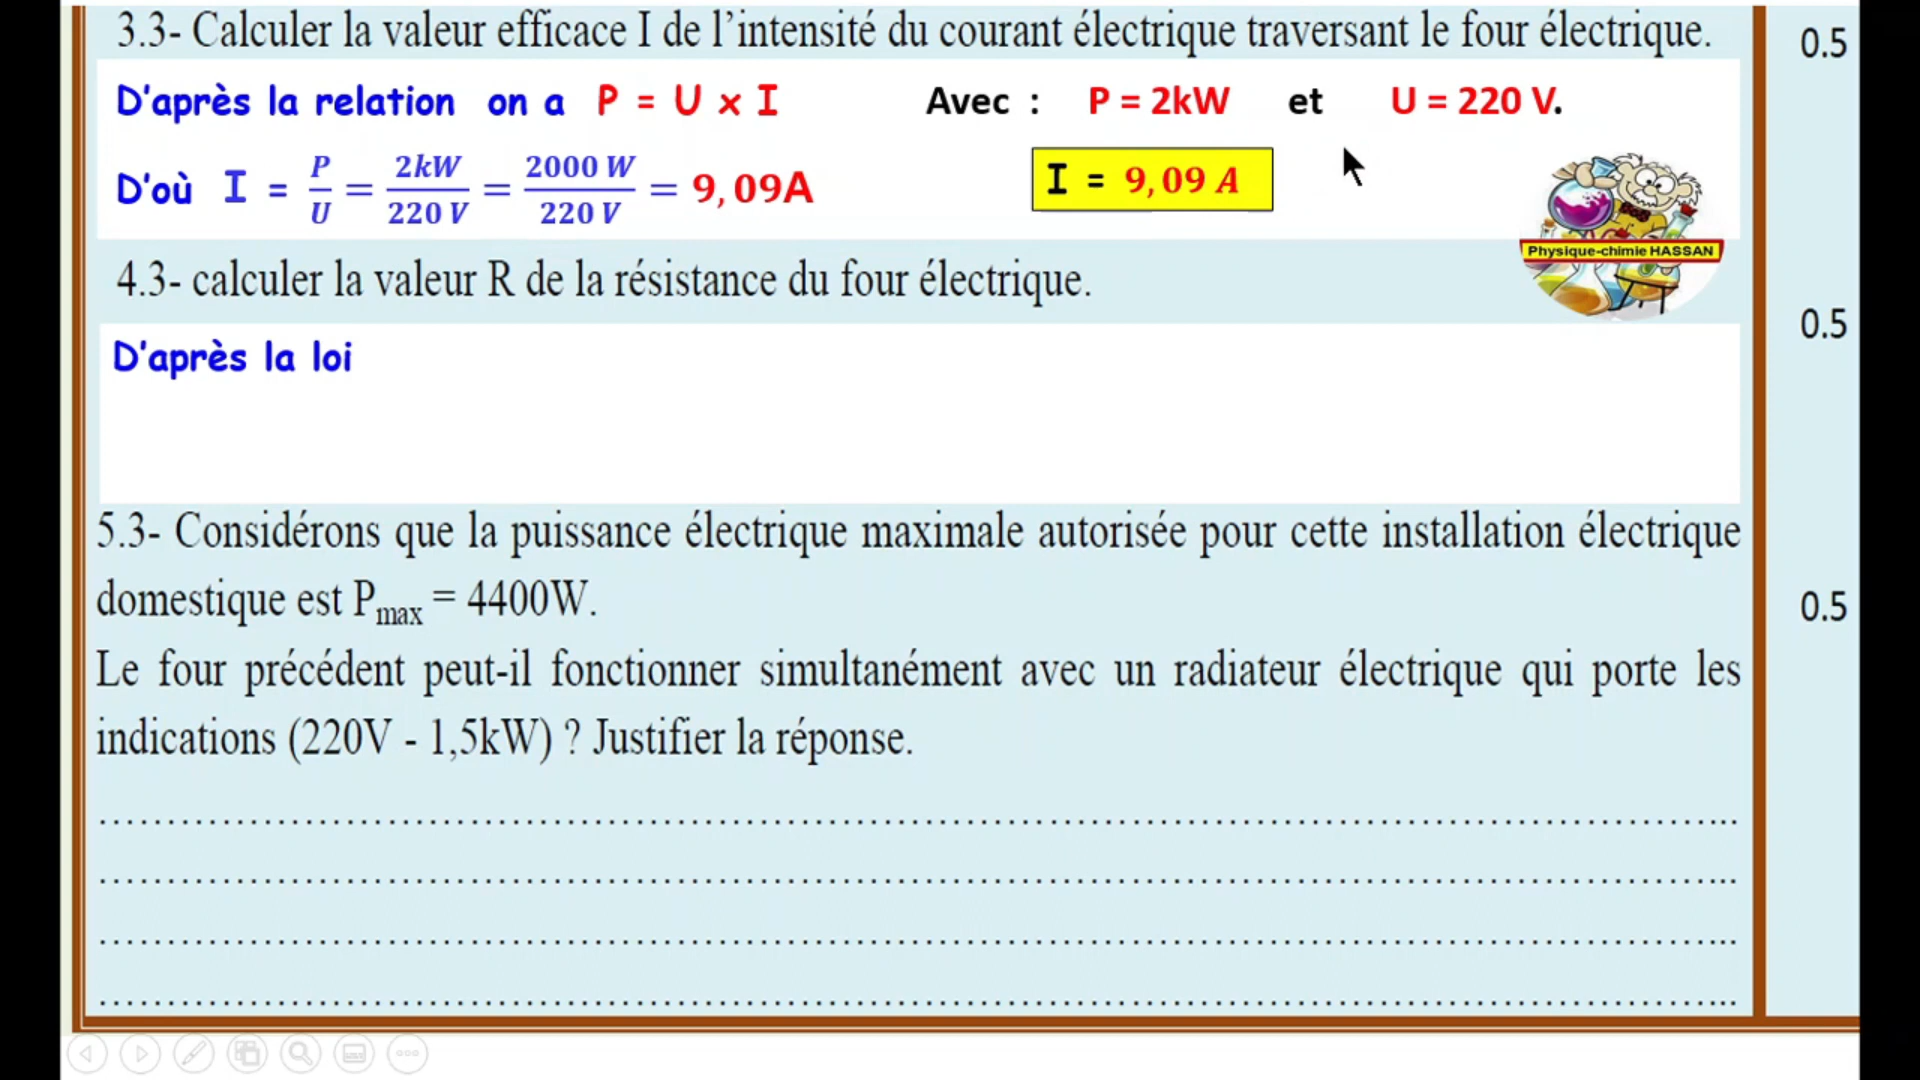 3.3- Calculer la valeur efficace I de l’intensité du courant électrique traversant le four électrique. 0.5
D'après la relation on a P = U x I Avec : P = 2kW et U = 220 V.
D'où I = P/U = 2kW/220 V = 2000 W/220 V = 9,09A I = 9,09 A
Physique-chimie HASSAN
4.3- calculer la valeur R de la résistance du four électrique.
0.5
D'après la loi
5.3- Considérons que la puissance électrique maximale autorisée pour cette installation électrique
domestique est Pmax = 4400W. 0.5
Le four précédent peut-il fonctionner simultanément avec un radiateur électrique qui porte les
indications (220V - 1,5kW) ? Justifier la réponse.